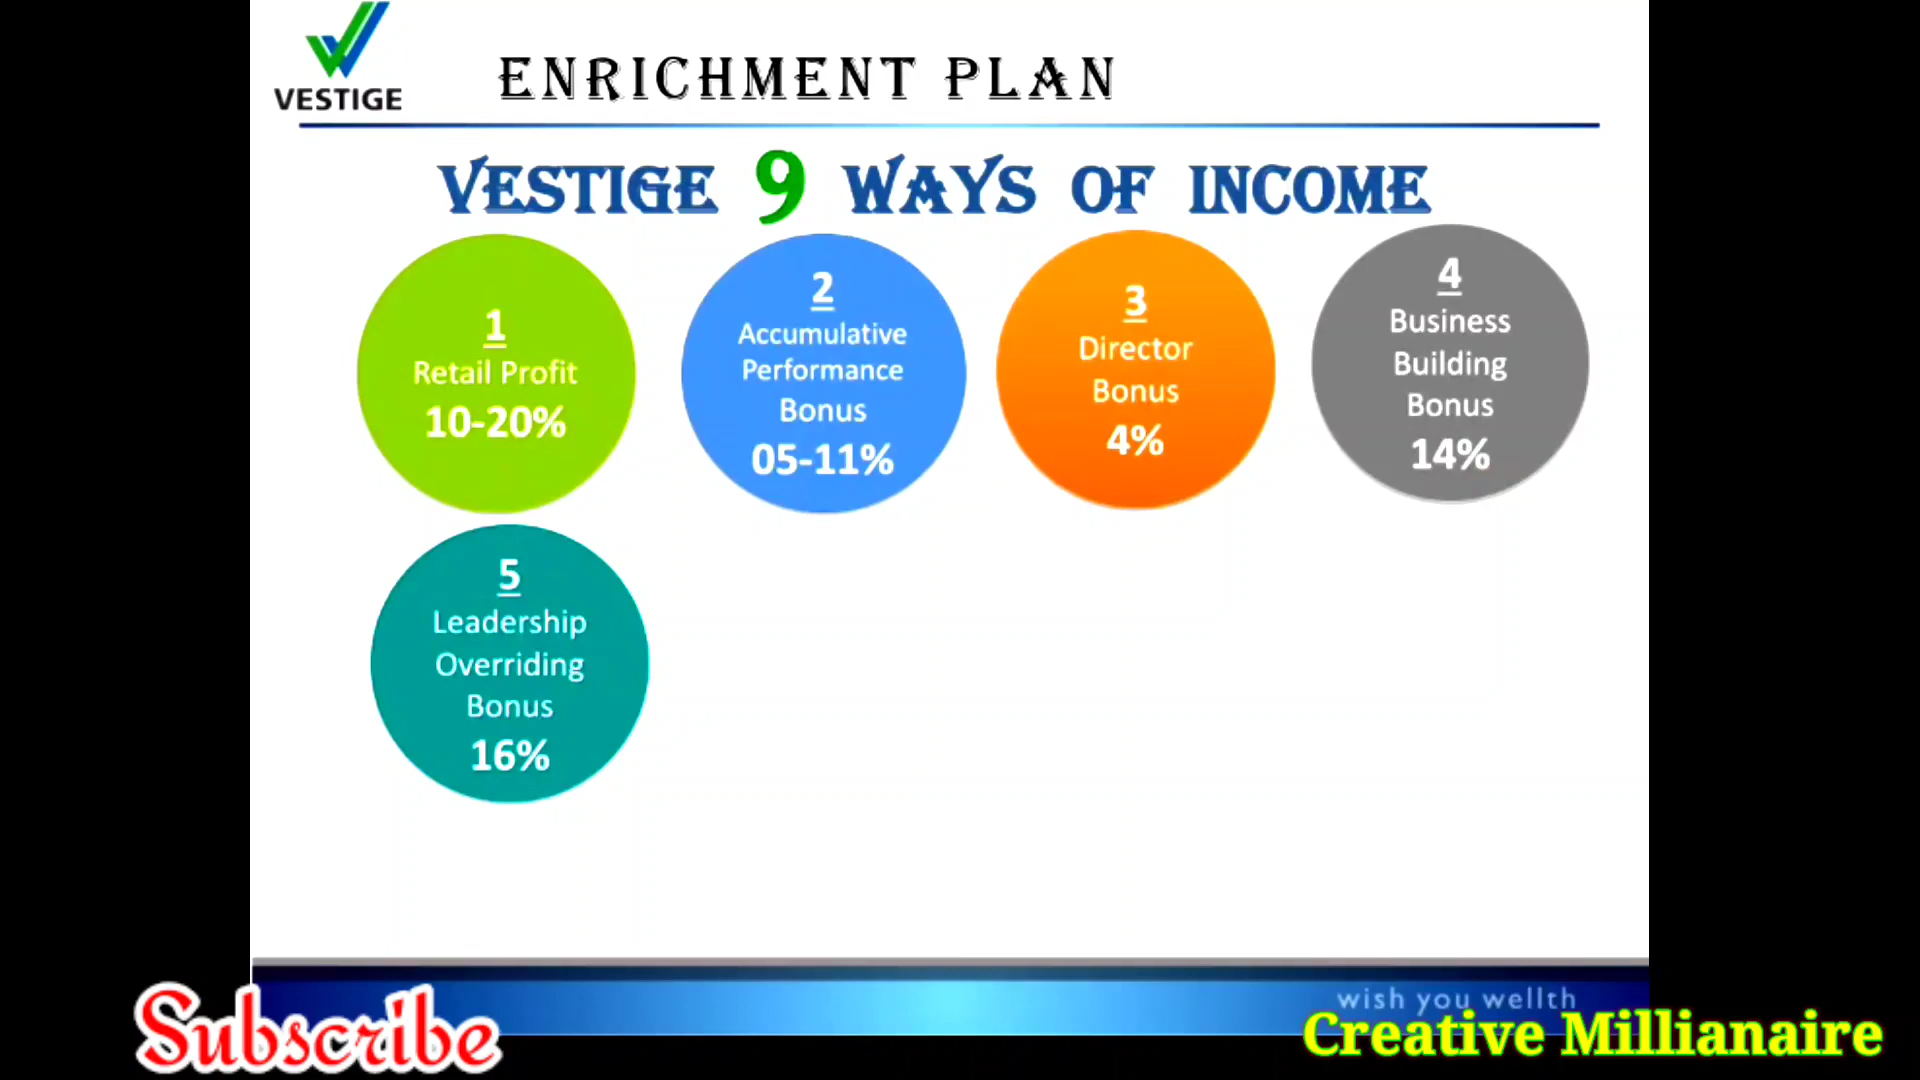 VESTIGE
ENRICHMENT PLAN
VESTIGE 9 WAYS OF INCOME
1
Retail Profit
10-20%
2
Accumulative
Performance
Bonus
05-11%
3
Director
Bonus
4%
4
Business
Building
Bonus
14%
5
Leadership
Overriding
Bonus
16%
wish you wellth
Subscribe
Creative Millianaire